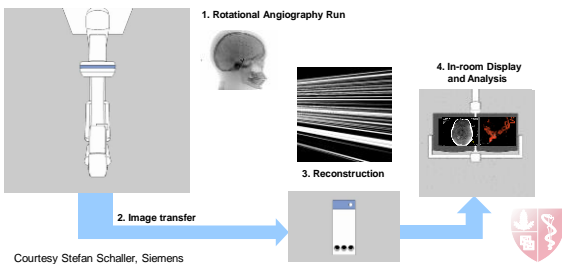 1. Rotational Angiography Run
4. In-room Display
and Analysis
3. Reconstruction
2. Image transfer
Courtesy Stefan Schaller, Siemens